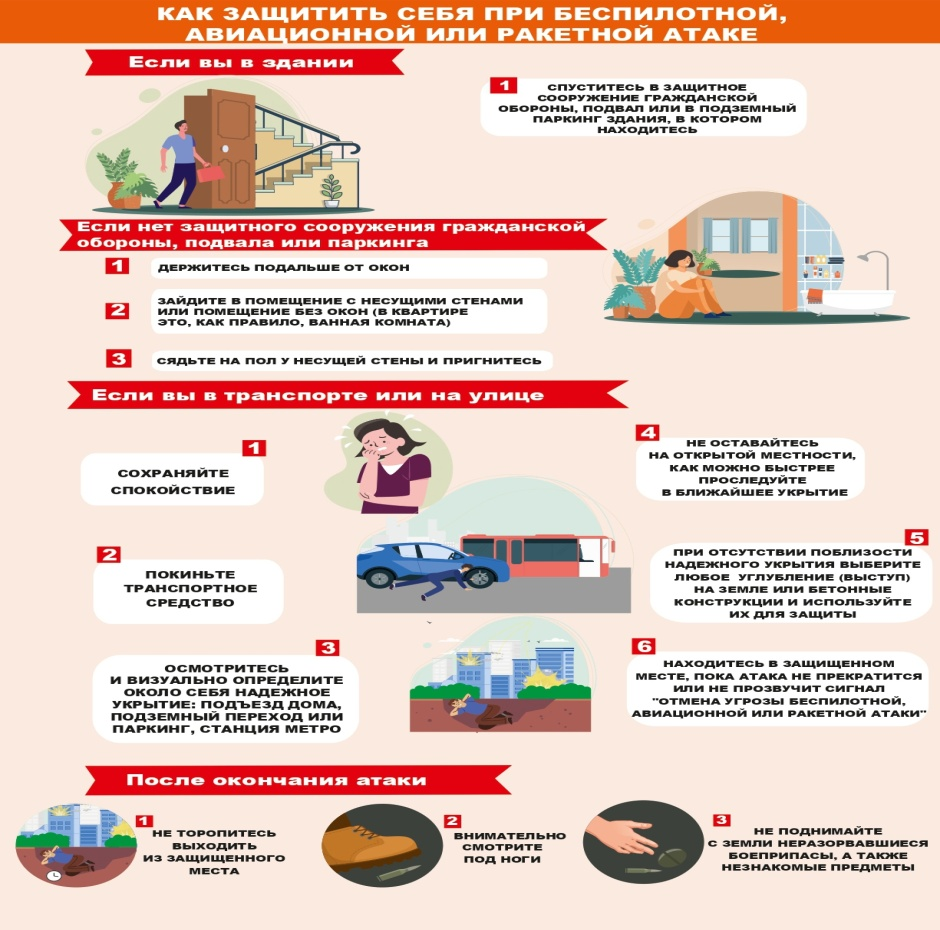 КАК ЗАЩИТИТЬ СЕБЯ ПРИ БЕСПИЛОТНОЙ,
АВИАЦИОННОЙ ИЛИ РАКЕТНОЙ АТАКЕ
Если вы в здании
1
СПУСТИТЕСЬ В ЗАЩИТНОЕ
СООРУЖЕНИЕ ГРАЖДАНСКОЙ
ОБОРОНЫ, ПОДВАЛ ИЛИ В ПОДЗЕМНЫЙ
ПАРКИНГ ЗДАНИЯ, В КОТОРОМ
НАХОДИТЕСЬ
Если нет защитного сооружения гражданской
обороны, подвала или паркинга
1
ДЕРЖИТЕСЬ ПОДАЛЬШЕ ОТ ОКОН
2
ЗАЙДИТЕ В ПОМЕЩЕНИЕ С НЕСУЩИМИ СТЕНАМИ
ИЛИ ПОМЕЩЕНИЕ БЕЗ ОКОН (В КВАРТИРЕ
ЭТО, КАК ПРАВИЛО, ВАННАЯ КОМНАТА)
3
СЯДЬТЕ НА ПОЛ У НЕСУЩЕЙ СТЕНЫ И ПРИГНИТЕСЬ
Если вы в транспорте или на улице
1
СОХРАНЯЙТЕ
СПОКОЙСТВИЕ
2
ПОКИНЬТЕ
ТРАНСПОРТНОЕ
СРЕДСТВО
3
ОСМОТРИТЕСЬ
И ВИЗУАЛЬНО ОПРЕДЕЛИТЕ
ОКОЛО СЕБЯ НАДЕЖНОЕ
УКРЫТИЕ: ПОДЪЕЗД ДОМА,
ПОДЗЕМНЫЙ ПЕРЕХОД ИЛИ
ПАРКИНГ, СТАНЦИЯ МЕТРО
4
НЕ ОСТАВАЙТЕСЬ
НА ОТКРЫТОЙ МЕСТНОСТИ,
КАК МОЖНО БЫСТРЕЕ
ПРОСЛЕДУЙТЕ
В БЛИЖАЙШЕЕ УКРЫТИЕ
5
ПРИ ОТСУТСТВИИ ПОБЛИЗОСТИ
НАДЕЖНОГО УКРЫТИЯ ВЫБЕРИТЕ
ЛЮБОЕ УГЛУБЛЕНИЕ (ВЫСТУП)
НА ЗЕМЛЕ ИЛИ БЕТОННЫЕ
КОНСТРУКЦИИ И ИСПОЛЬЗУЙТЕ
ИХ ДЛЯ ЗАЩИТЫ
6
НАХОДИТЕСЬ В ЗАЩИЩЕННОМ
МЕСТЕ, ПОКА АТАКА НЕ ПРЕКРАТИТСЯ
ИЛИ НЕ ПРОЗВУЧИТ СИГНАЛ
"ОТМЕНА УГРОЗЫ БЕСПИЛОТНОЙ,
АВИАЦИОННОЙ ИЛИ РАКЕТНОЙ АТАКИ"
После окончания атаки
1
НЕ ТОРОПИТЕСЬ
ВЫХОДИТЬ
ИЗ ЗАЩИЩЕННОГО
МЕСТА
2
ВНИМАТЕЛЬНО
СМОТРИТЕ
ПОД НОГИ
3
НЕ ПОДНИМАЙТЕ
С ЗЕМЛИ НЕРАЗОРВАВШИЕСЯ
БОЕПРИПАСЫ, А ТАКЖЕ
НЕЗНАКОМЫЕ ПРЕДМЕТЫ